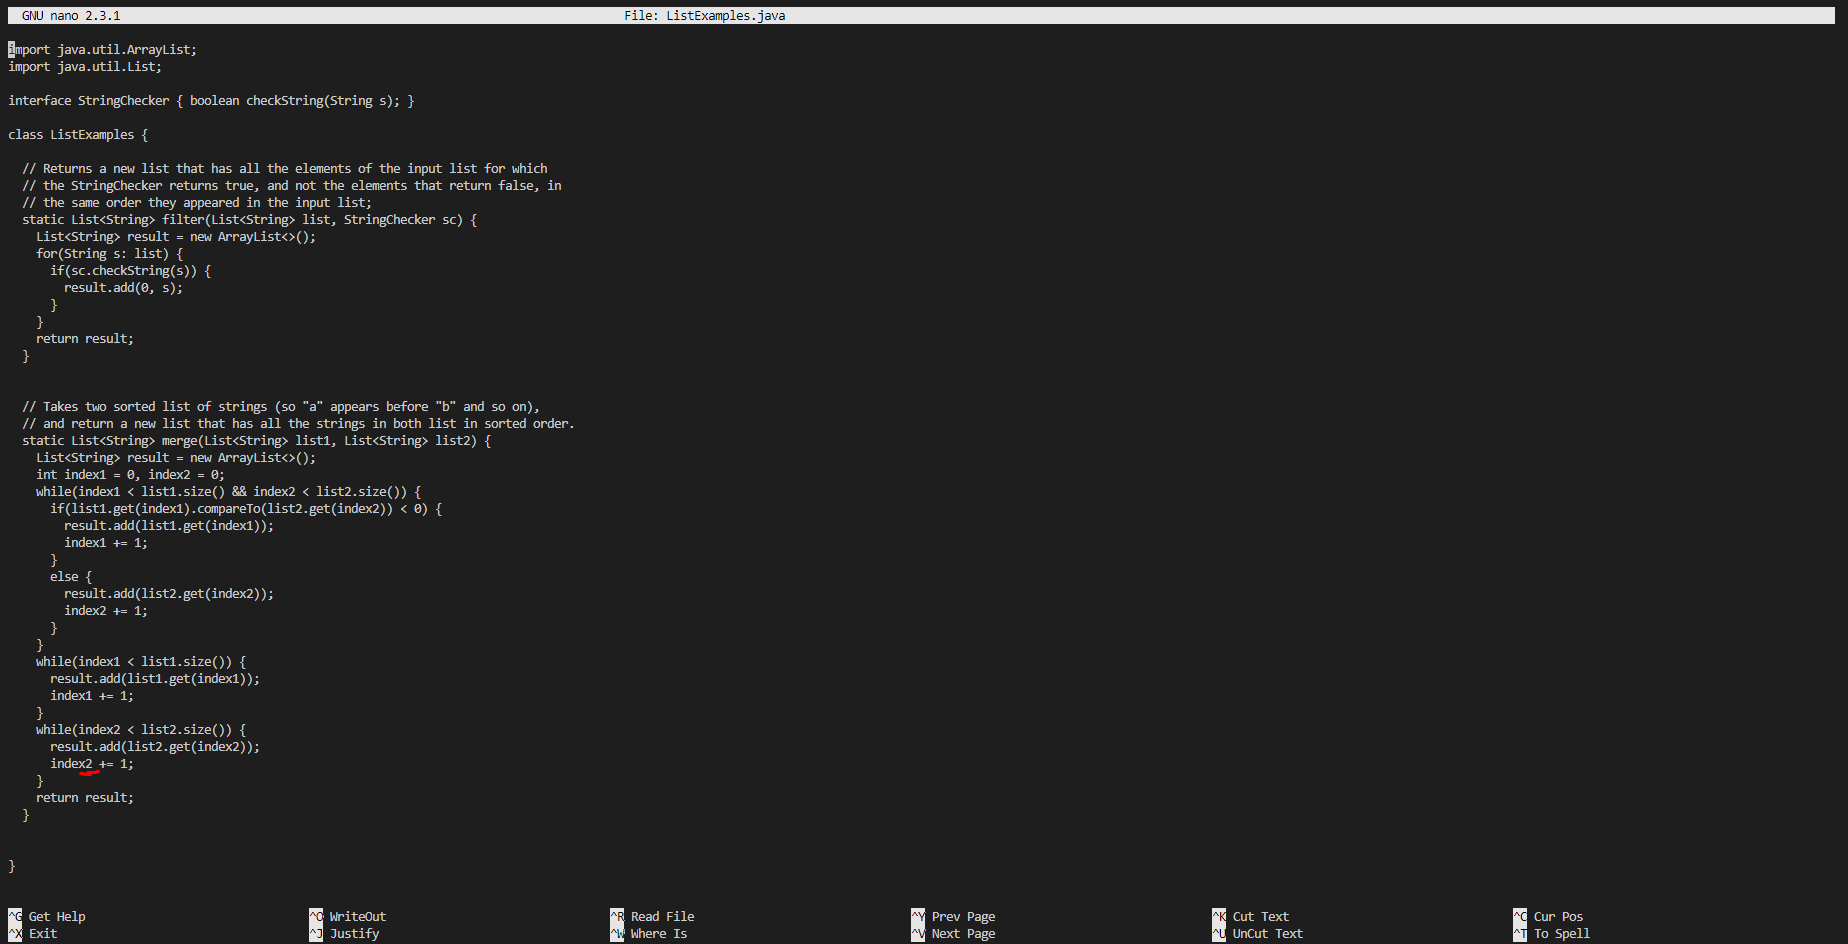 GNU nano 2.3.1 File: ListExamples.java
import java.util.ArrayList;
import java.util.List;
interface StringChecker { boolean checkString(String s); }
class ListExamples {
// Returns a new list that has all the elements of the input list for which
// the StringChecker returns true, and not the elements that return false, in
// the same order they appeared in the input list;
static List<String> filter(List<String> list, StringChecker sc) {
List<String> result = new ArrayList<>();
for(String s: list) {
if(sc.checkString(s)) {
result.add(0, s);
}
}
return result;
}
// Takes two sorted list of strings (so "a" appears before "b" and so on),
// and return a new list that has all the strings in both list in sorted order.
static List<String> merge(List<String> list1, List<String> list2) {
List<String> result = new ArrayList<>();
int index1 = 0, index2 = 0;
while(index1 < list1.size() && index2 < list2.size()) {
if(list1.get(index1).compareTo(list2.get(index2)) < 0) {
result.add(list1.get(index1));
index1 += 1;
}
else {
result.add(list2.get(index2));
index2 += 1;
}
}
while(index1 < list1.size()) {
result.add(list1.get(index1));
index1 += 1;
}
while(index2 < list2.size()) {
result.add(list2.get(index2));
index2 += 1;
}
return result;
}
}
^G Get Help ^O WriteOut ^R Read File ^Y Prev Page ^K Cut Text ^C Cur Pos
^X Exit ^J Justify ^W Where Is ^V Next Page ^U UnCut Text ^T To Spell